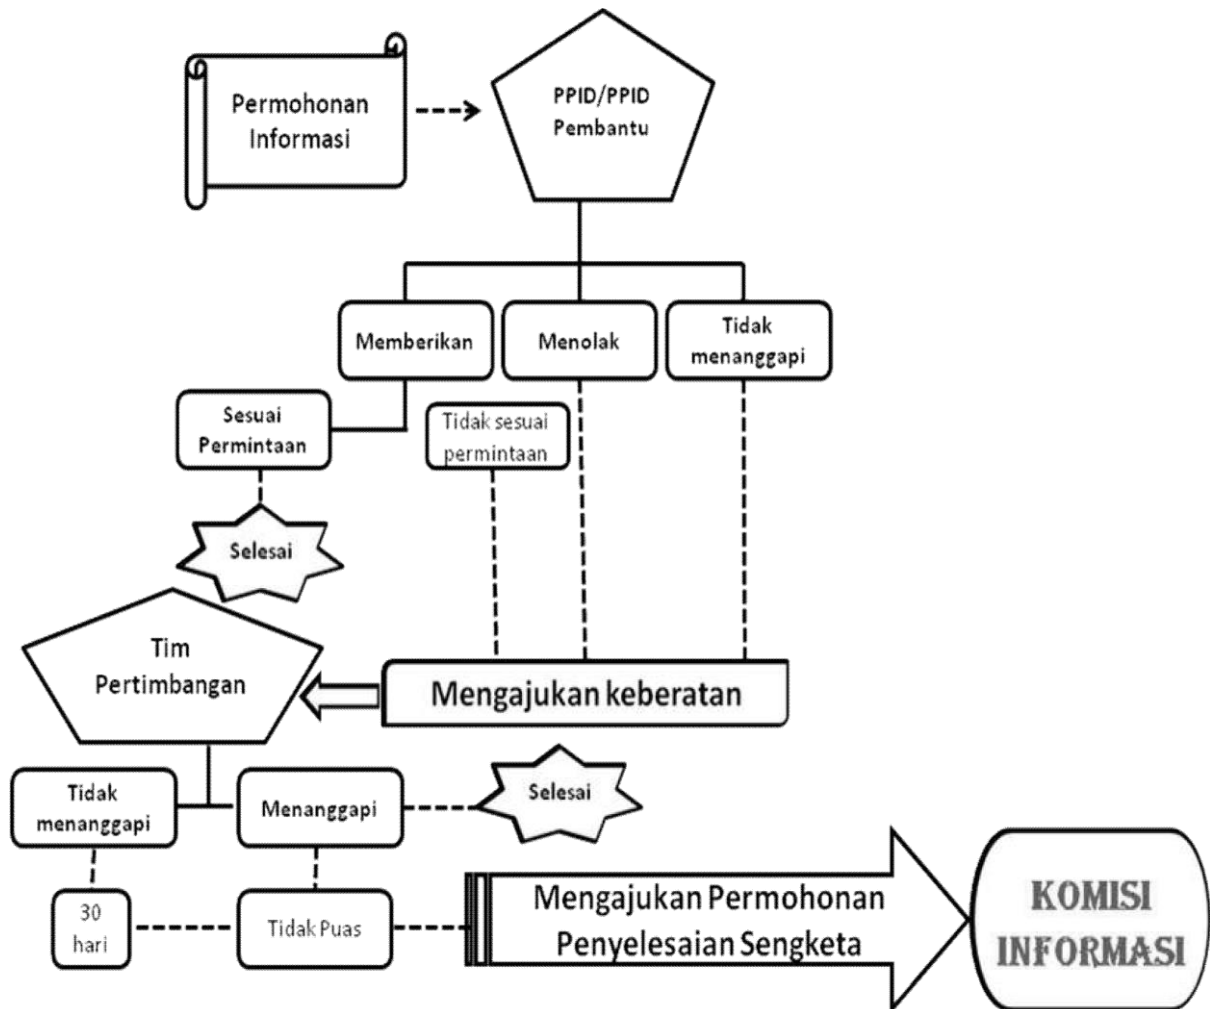 Permohonan
Informasi
PPID/PPID
Pembantu
Memberikan
Menolak
Tidak
menanggapi
Sesuai
Permintaan
Tidak sesuai
permintaan
Selesai
Tim
Pertimbangan
Mengajukan keberatan
Tidak
menanggapi
Menanggapi
Selesai
30
hari
Tidak Puas
Mengajukan Permohonan
Penyelesaian Sengketa
KOMISI
INFORMASI